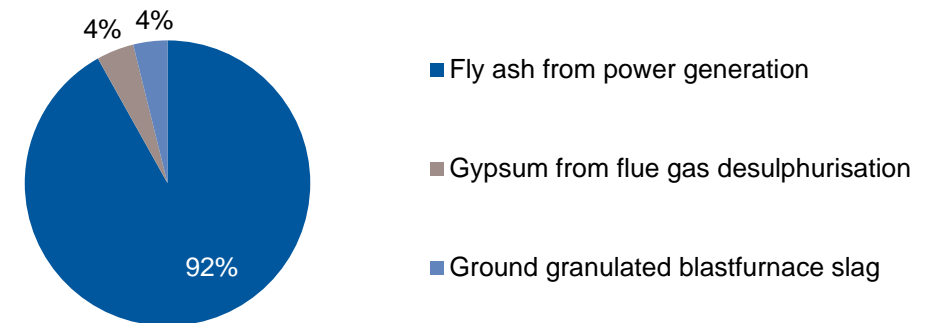 4% 4%
Fly ash from power generation
Gypsum from flue gas desulphurisation
92%
Ground granulated blastfurnace slag